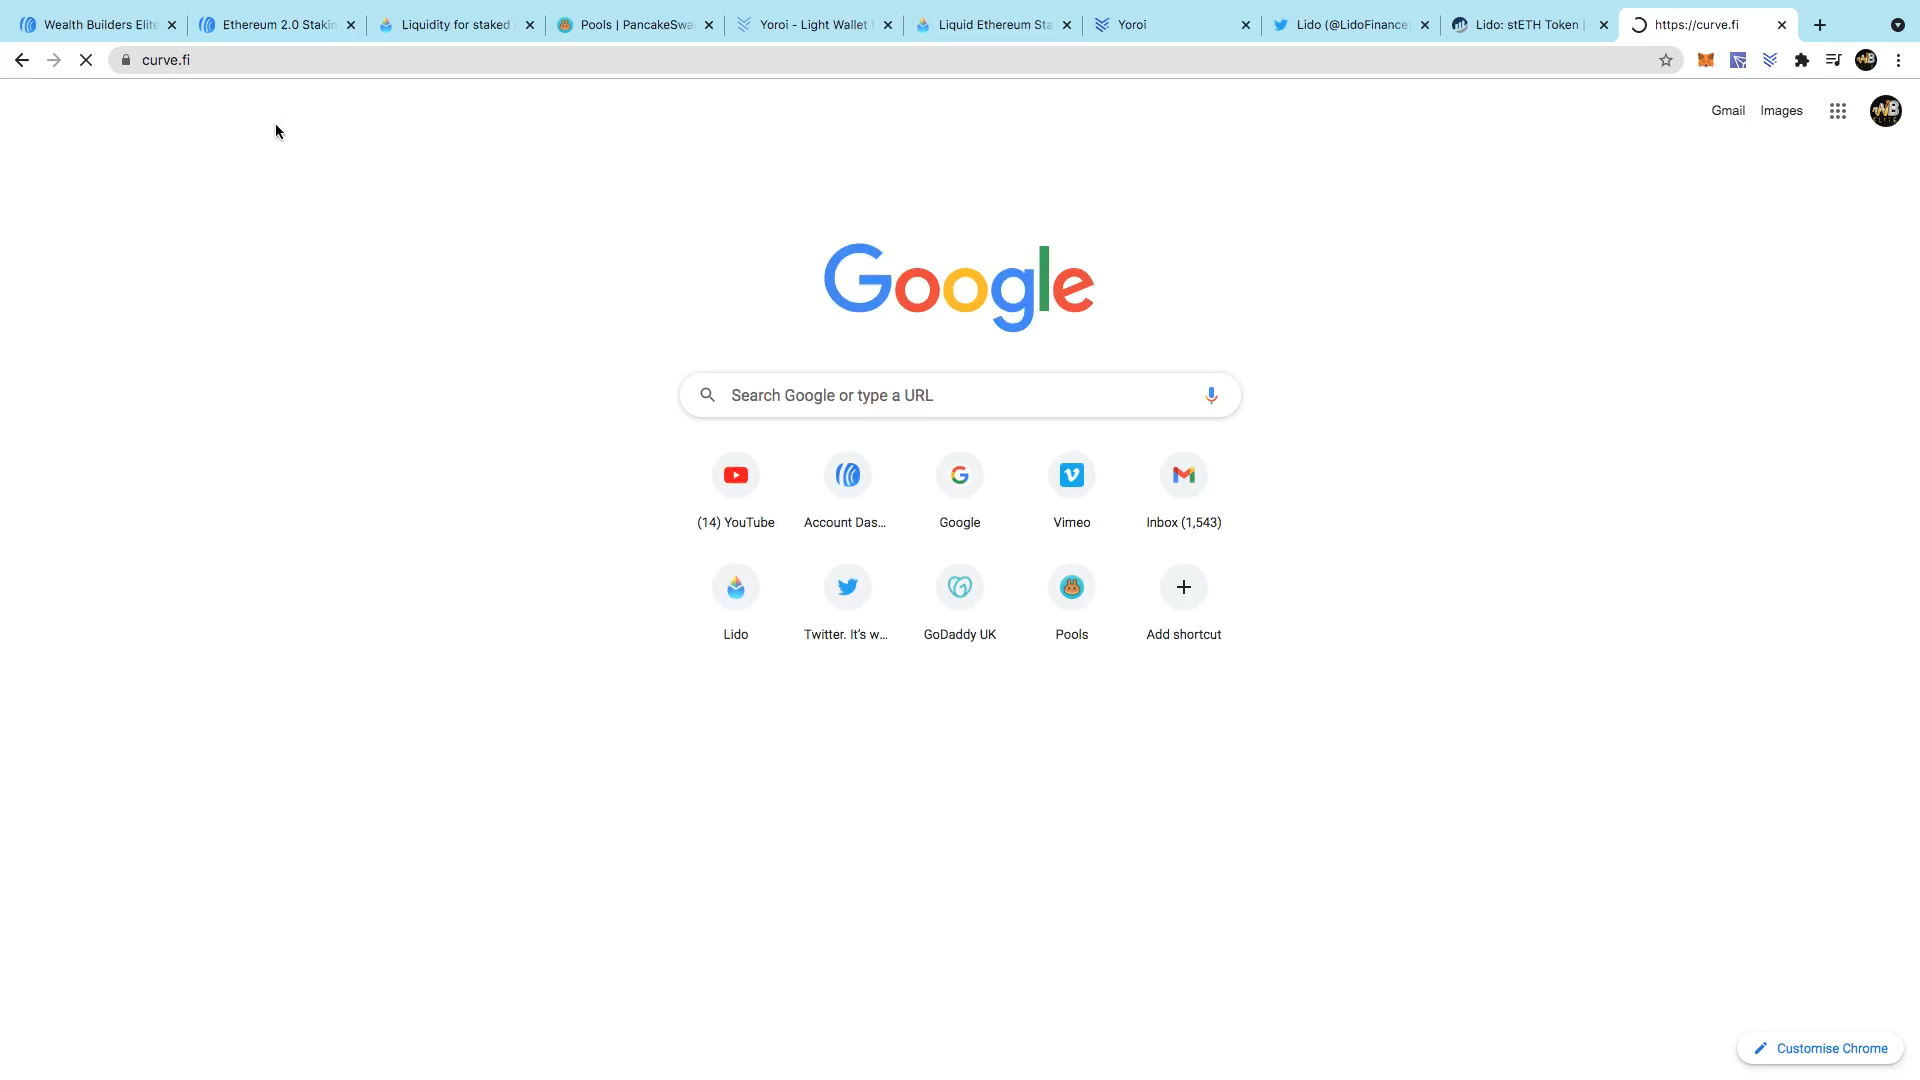 Wealth Builders Elite
Ethereum 2.0 Stakin
Liquidity for staked
Pools | PancakeSwa
Yoroi - Light Wallet
Liquid Ethereum Sta
Yoroi
Lido (@LidoFinance
Lido: stETH Token |
https://curve.fi
curve.fi
Gmail
Images
Google
Search Google or type a URL
(14) YouTube
Account Das...
Google
Vimeo
Inbox (1,543)
Lido
Twitter. It's w...
GoDaddy UK
Pools
Add shortcut
Customise Chrome